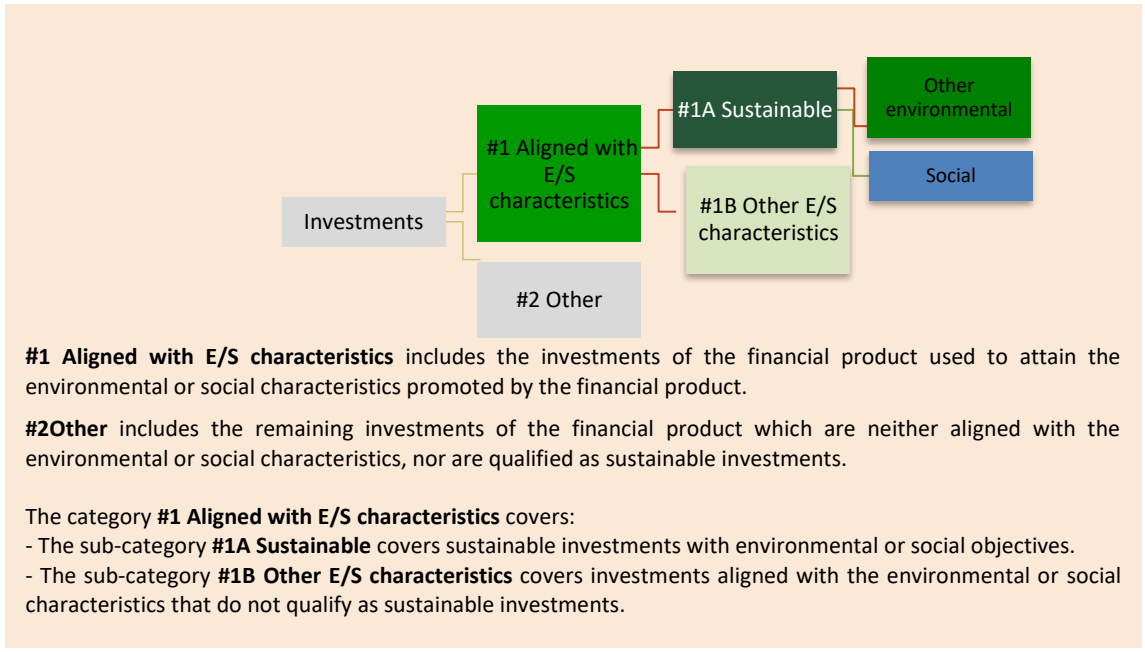 Other
environmental
#1A Sustainable
#1 Aligned with
E/S
characteristics
Social
#1B Other E/S
characteristics
Investments
#2 Other
#1 Aligned with E/S characteristics includes the investments of the financial product used to attain the
environmental or social characteristics promoted by the financial product.
#2Other includes the remaining investments of the financial product which are neither aligned with the
environmental or social characteristics, nor are qualified as sustainable investments.
The category #1 Aligned with E/S characteristics covers:
- The sub-category #1A Sustainable covers sustainable investments with environmental or social objectives.
- The sub-category #1B Other E/S characteristics covers investments aligned with the environmental or social
characteristics that do not qualify as sustainable investments.